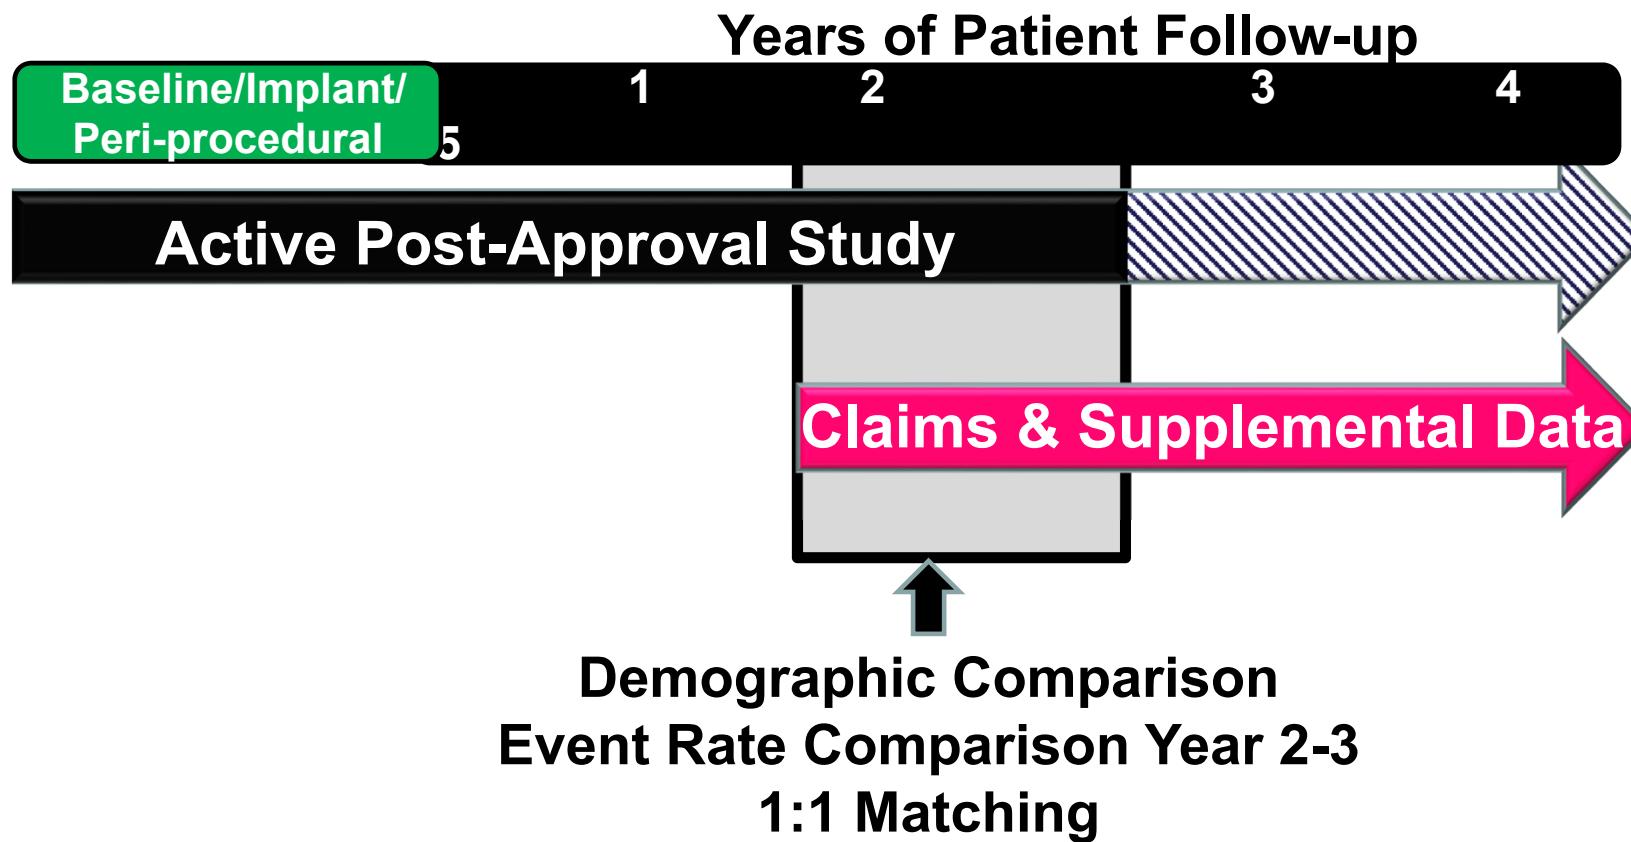 Years of Patient Follow-up
Baseline/Implant/
Peri-procedural
1 2 3 4
5
Active Post-Approval Study
Claims & Supplemental Data
Demographic Comparison
Event Rate Comparison Year 2-3
1:1 Matching